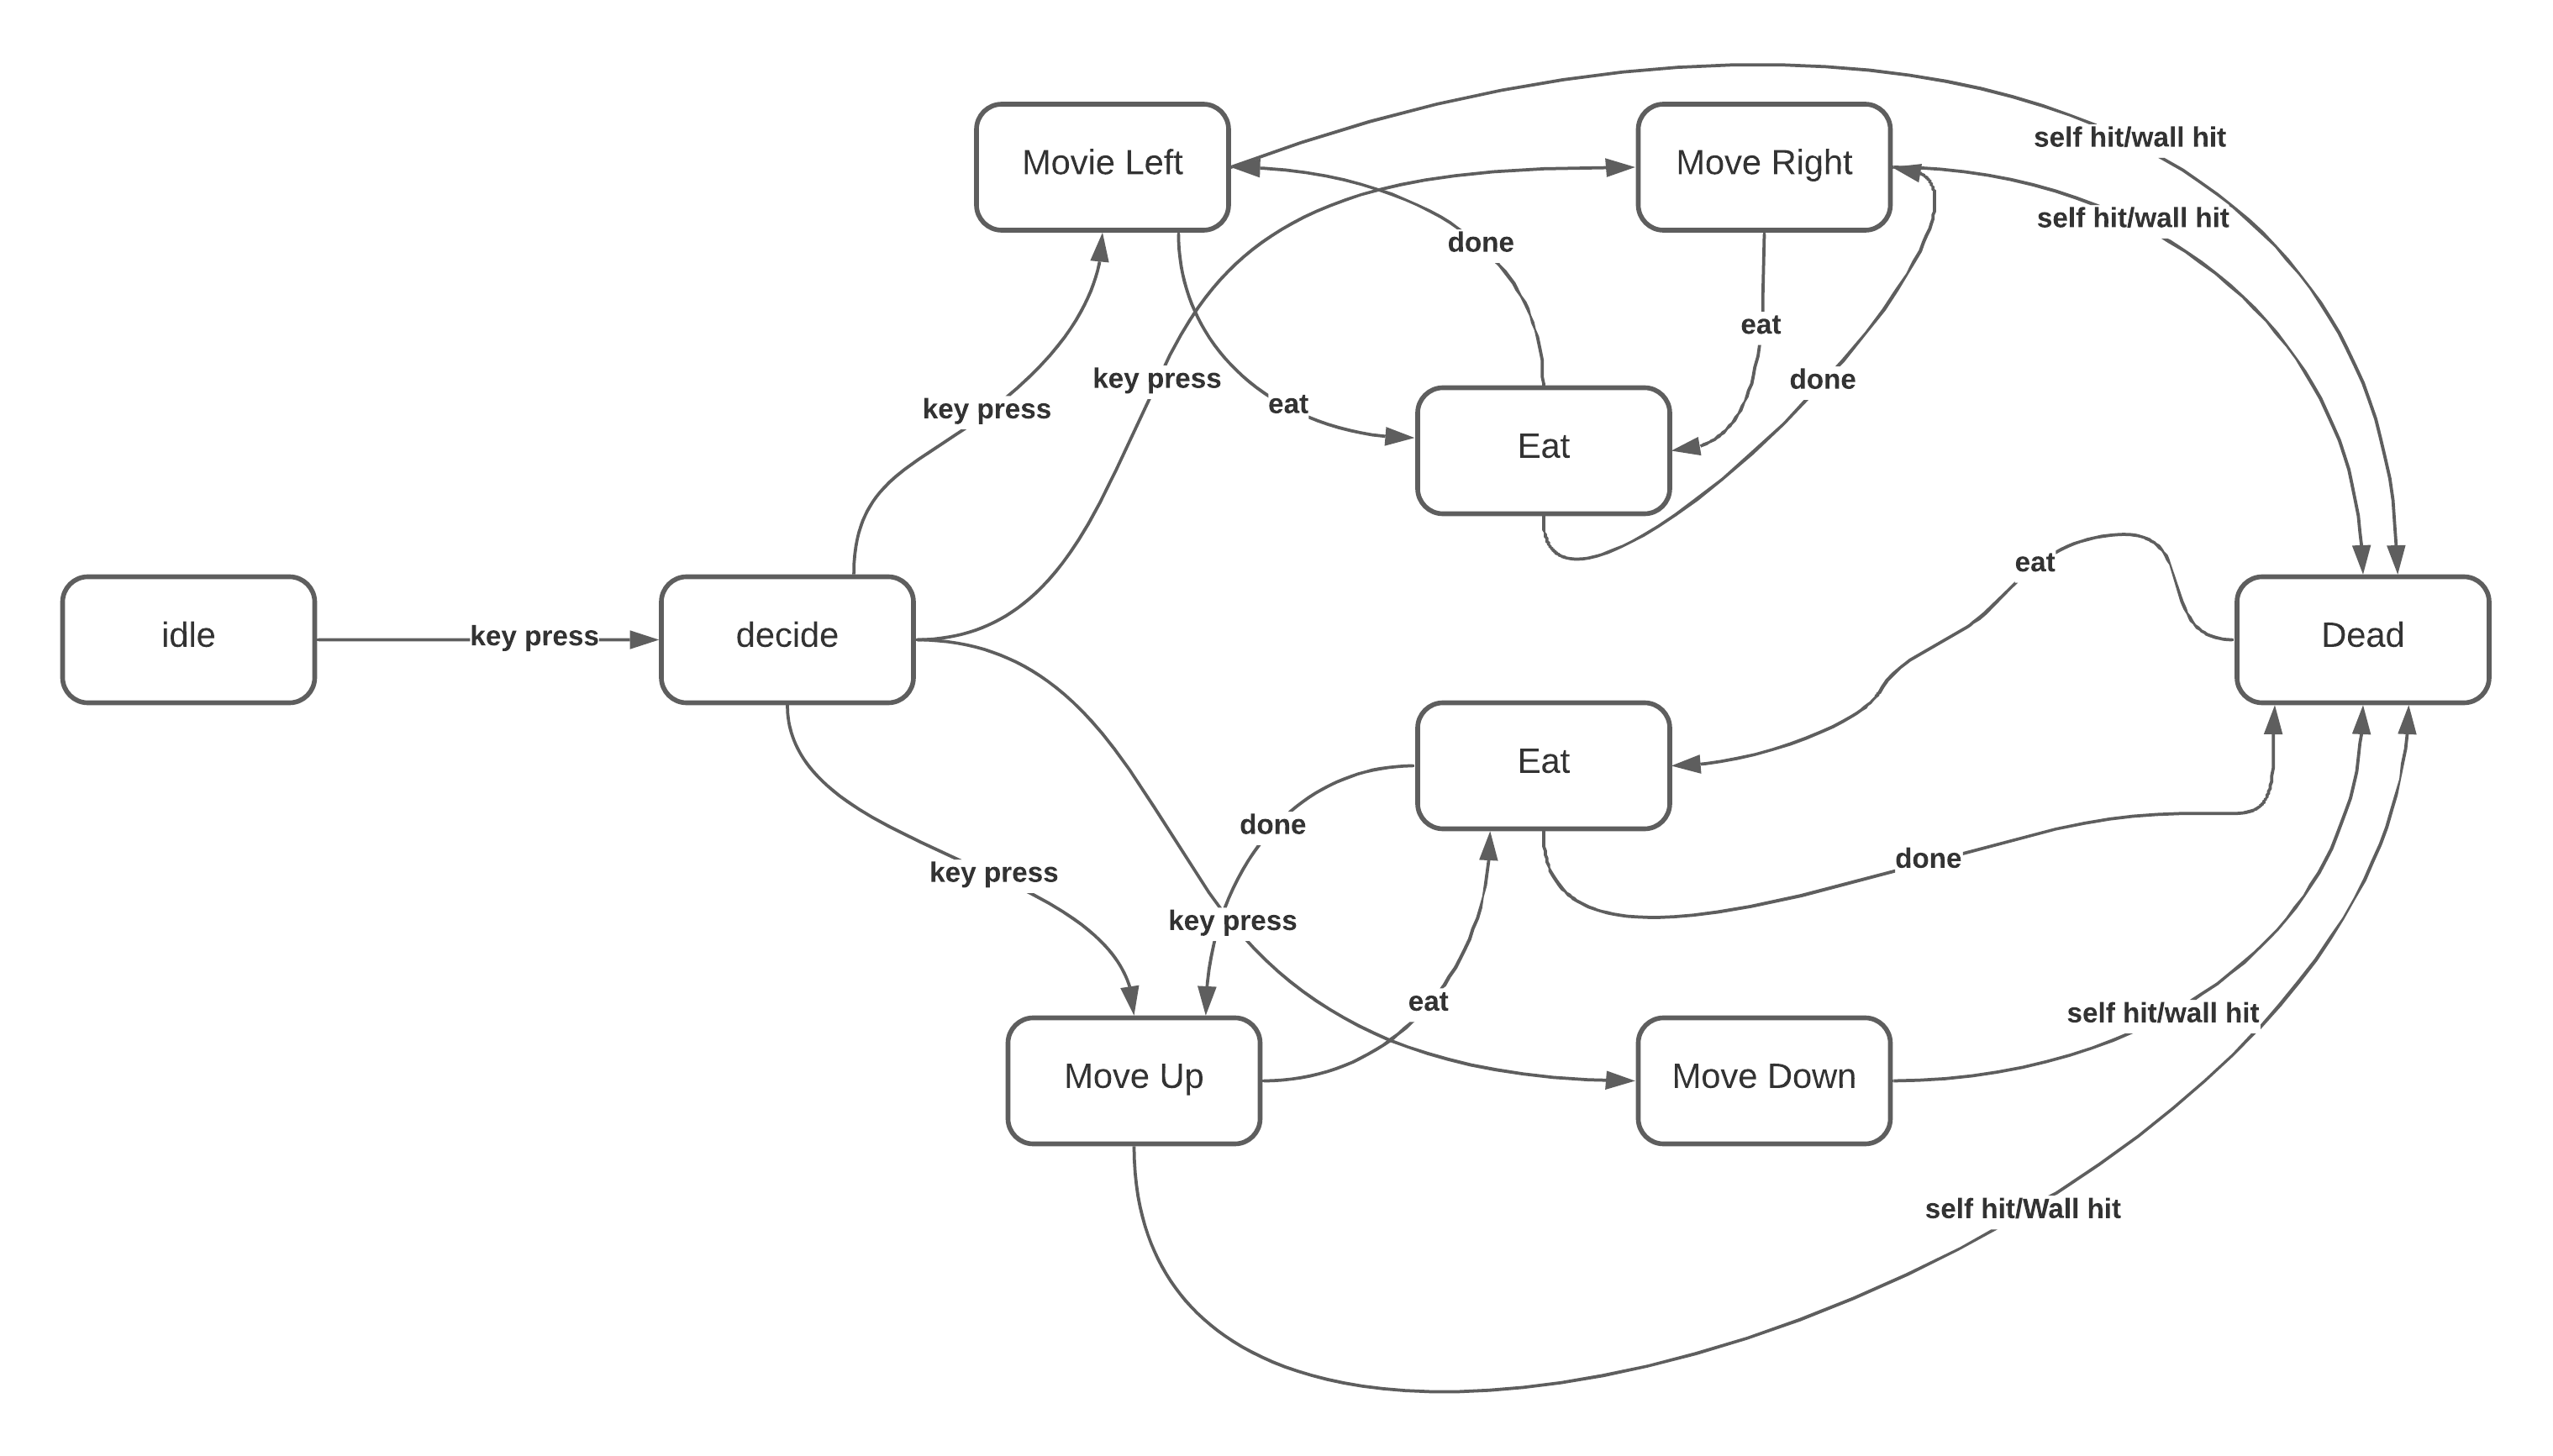 self hit/wall hit
Movie Left
Move Right
self hit/wall hit
done
eat
key press
done
eat
key press
Eat
eat
idle
key press
decide
Dead
Eat
done
done
key press
key press
eat
self hit/wall hit
Move Up
Move Down
self hit/Wall hit